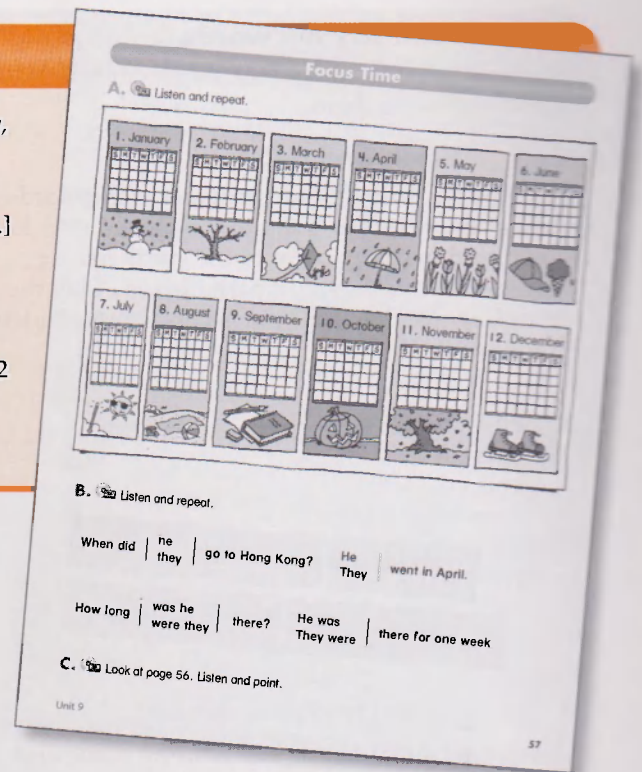 ,
.]
2
Focus Time
A. Listen and repeat.
1. January
2. February
3. March
4. April
5. May
6. June
S M T W T F S
S M T W T F S
S M T W T F S
S M T W T F S
S M T W T F S
S M T W T F S
7. July
8. August
9. September
10. October
11. November
12. December
S M T W T F S
S M T W T F S
S M T W T F S
S M T W T F S
S M T W T F S
S M T W T F S
B. Listen and repeat.
When did | he | go to Hong Kong? He | went in April.
they They
How long | was he | there? He was | there for one week
were they They were
C. Look at page 56. Listen and point.
Unit 9
57